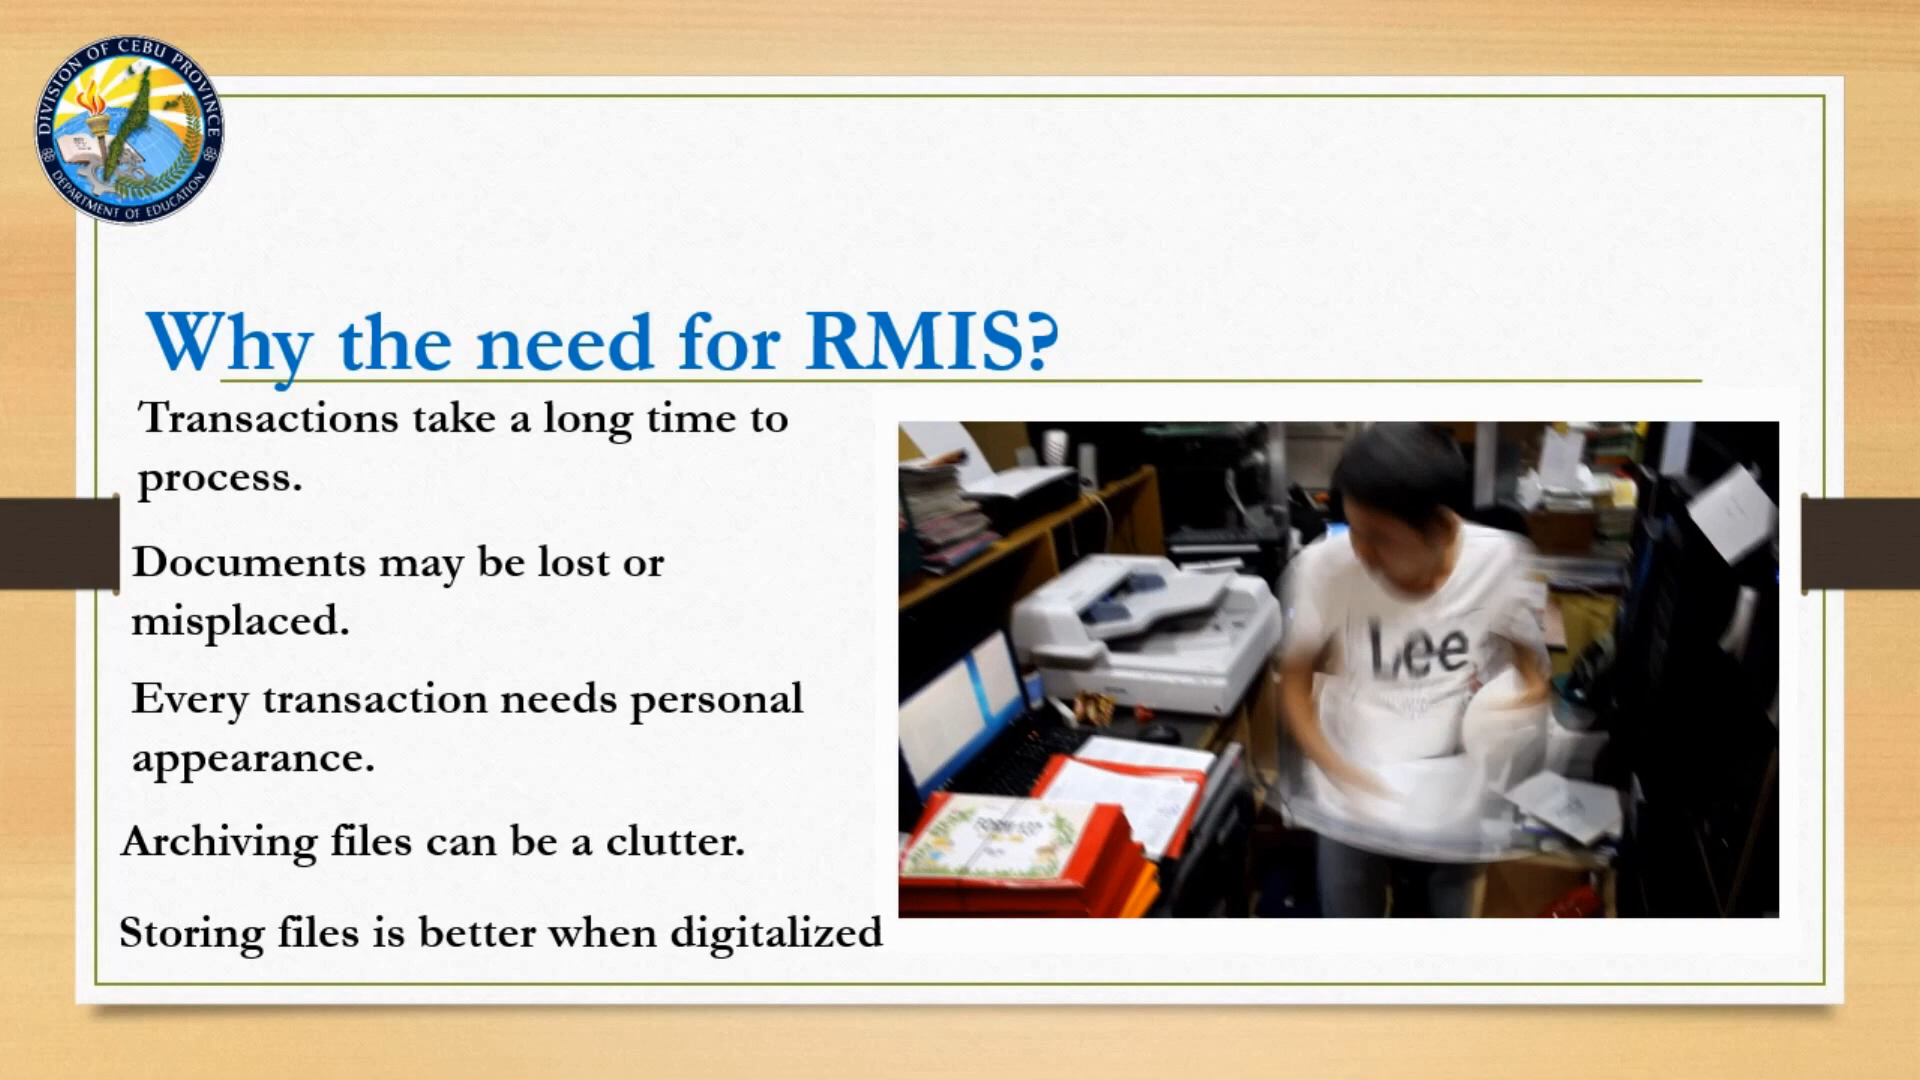 DIVISION OF CEBU PROVINCE
DEPARTMENT OF EDUCATION
Why the need for RMIS?
Transactions take a long time to
process.
Documents may be lost or
misplaced.
Every transaction needs personal
appearance.
Archiving files can be a clutter.
Storing files is better when digitalized
Lee